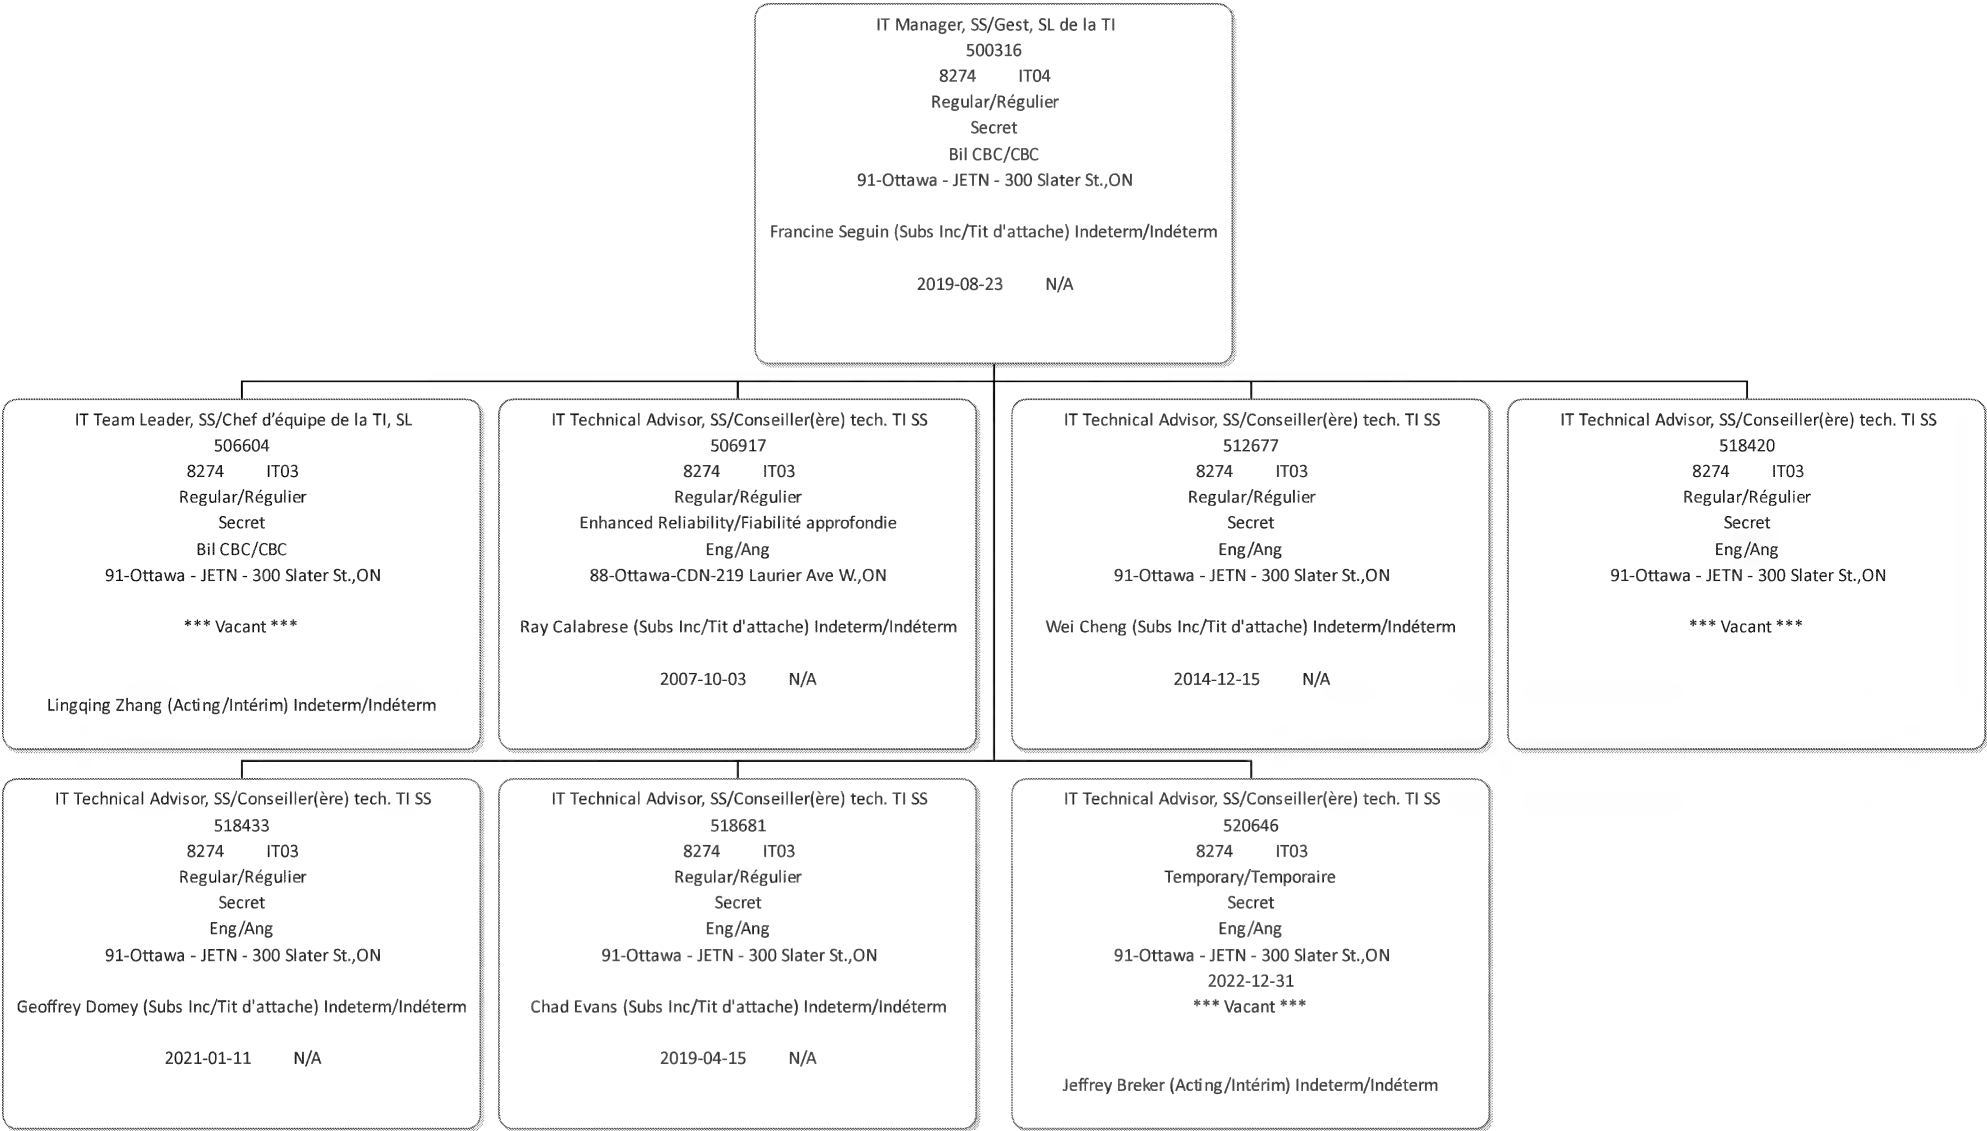 IT Manager, SS/Gest, SL de la TI
500316
8274 IT04
Regular/Régulier
Secret
Bil CBC/CBC
91-Ottawa - JETN - 300 Slater St.,ON
Francine Seguin (Subs Inc/Tit d'attache) Indeterm/Indéterm
2019-08-23 N/A
IT Team Leader, SS/Chef d’équipe de la TI, SL
506604
8274 IT03
Regular/Régulier
Secret
Bil CBC/CBC
91-Ottawa - JETN - 300 Slater St.,ON
*** Vacant ***
Lingqing Zhang (Acting/Intérim) Indeterm/Indéterm
IT Technical Advisor, SS/Conseiller(ère) tech. TI SS
506917
8274 IT03
Regular/Régulier
Enhanced Reliability/Fiabilité approfondie
Eng/Ang
88-Ottawa-CDN-219 Laurier Ave W.,ON
Ray Calabrese (Subs Inc/Tit d'attache) Indeterm/Indéterm
2007-10-03 N/A
IT Technical Advisor, SS/Conseiller(ère) tech. TI SS
512677
8274 IT03
Regular/Régulier
Secret
Eng/Ang
91-Ottawa - JETN - 300 Slater St.,ON
Wei Cheng (Subs Inc/Tit d'attache) Indeterm/Indéterm
2014-12-15 N/A
IT Technical Advisor, SS/Conseiller(ère) tech. TI SS
518420
8274 IT03
Regular/Régulier
Secret
Eng/Ang
91-Ottawa - JETN - 300 Slater St.,ON
*** Vacant ***
IT Technical Advisor, SS/Conseiller(ère) tech. TI SS
518433
8274 IT03
Regular/Régulier
Secret
Eng/Ang
91-Ottawa - JETN - 300 Slater St.,ON
Geoffrey Domey (Subs Inc/Tit d'attache) Indeterm/Indéterm
2021-01-11 N/A
IT Technical Advisor, SS/Conseiller(ère) tech. TI SS
518681
8274 IT03
Regular/Régulier
Secret
Eng/Ang
91-Ottawa - JETN - 300 Slater St.,ON
Chad Evans (Subs Inc/Tit d'attache) Indeterm/Indéterm
2019-04-15 N/A
IT Technical Advisor, SS/Conseiller(ère) tech. TI SS
520646
8274 IT03
Temporary/Temporaire
Secret
Eng/Ang
91-Ottawa - JETN - 300 Slater St.,ON
2022-12-31
*** Vacant ***
Jeffrey Breker (Acting/Intérim) Indeterm/Indéterm